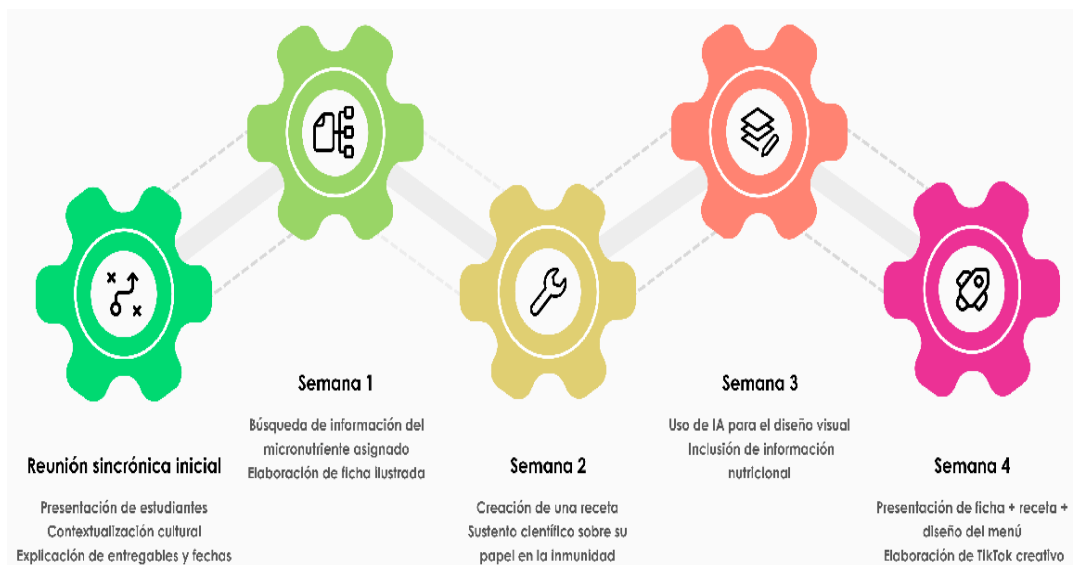 Reunión sincrónica inicial
Presentación de estudiantes
Contextualización cultural
Explicación de entregables y fechas
Semana 1
Búsqueda de información del
micronutriente asignado
Elaboración de ficha ilustrada
Semana 2
Creación de una receta
Sustento científico sobre su
papel en la inmunidad
Semana 3
Uso de IA para el diseño visual
Inclusión de información
nutricional
Semana 4
Presentación de ficha + receta +
diseño del menú
Elaboración de TikTok creativo